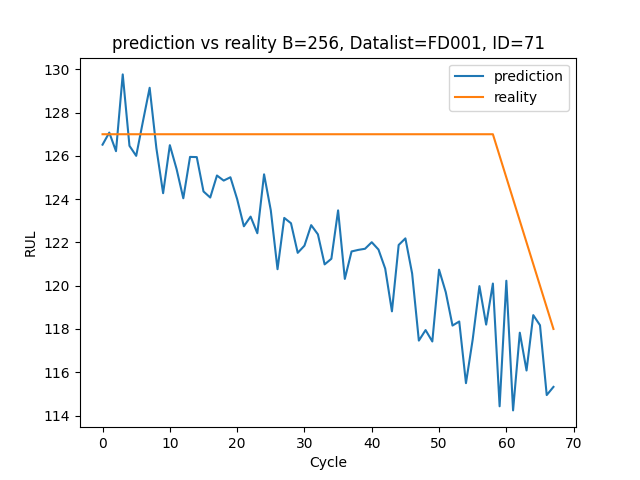 prediction vs reality B=256, Datalist=FD001, ID=71
prediction
reality
RUL
130
128
126
124
122
120
118
116
114
0 10 20 30 40 50 60 70
Cycle